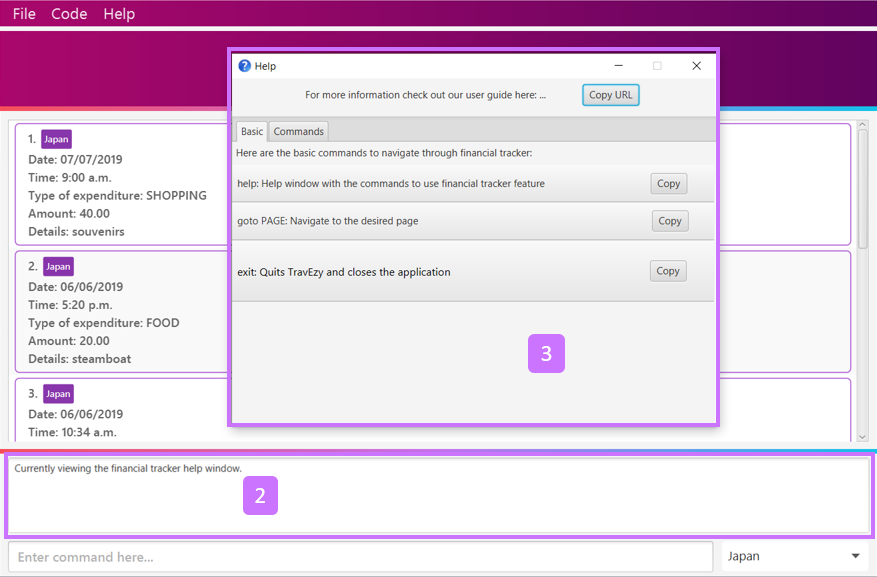 File Code Help
Help
For more information check out our user guide here: ...
Copy URL
Basic Commands
Here are the basic commands to navigate through financial tracker:
help: Help window with the commands to use financial tracker feature
Copy
goto PAGE: Navigate to the desired page
Copy
exit: Quits TravEzy and closes the application
Copy
3
1. Japan
Date: 07/07/2019
Time: 9:00 a.m.
Type of expenditure: SHOPPING
Amount: 40.00
Details: souvenirs
2. Japan
Date: 06/06/2019
Time: 5:20 p.m.
Type of expenditure: FOOD
Amount: 20.00
Details: steamboat
3. Japan
Date: 06/06/2019
Time: 10:34 a.m.
Currently viewing the financial tracker help window.
2
Enter command here...
Japan